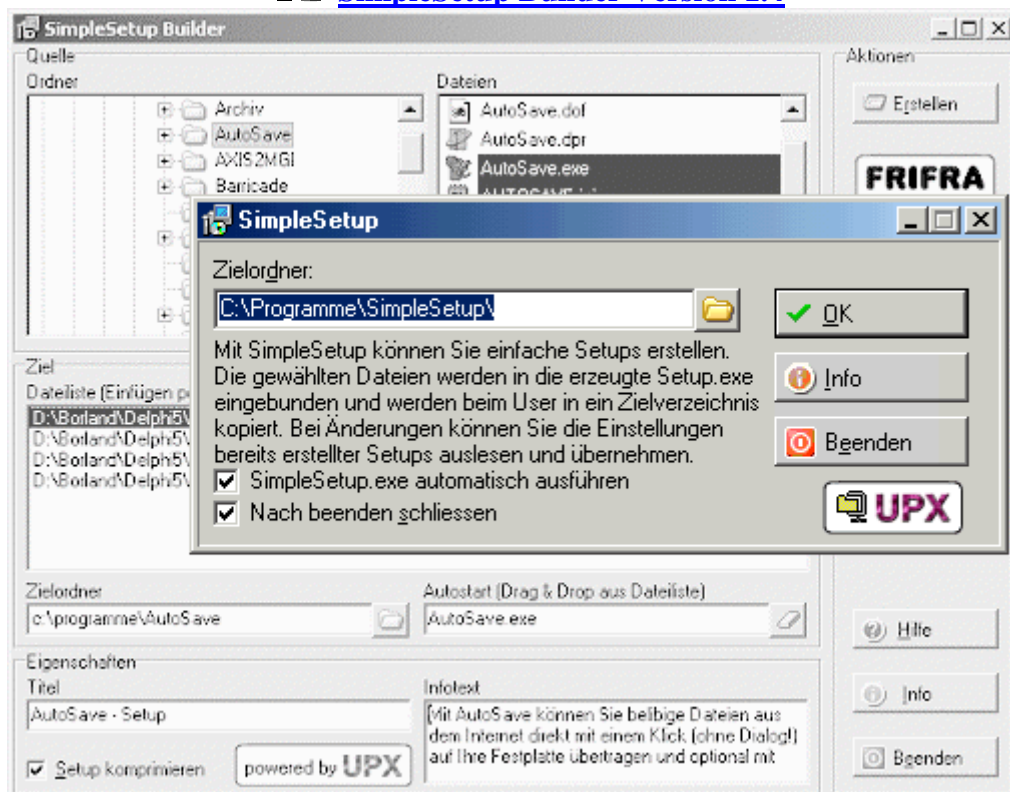 SimpleSetup Builder
Quelle
Aktionen
Ordner
Dateien
Archiv
AutoSave
AXIS2MGI
Barricade
AutoSave.dof
AutoSave.dpr
AutoSave.exe
Erstellen
FRIFRA
SimpleSetup
Zielordner:
C:\Programme\SimpleSetup\
OK
Info
Beenden
Mit SimpleSetup können Sie einfache Setups erstellen.
Die gewählten Dateien werden in die erzeugte Setup.exe
eingebunden und werden beim User in ein Zielverzeichnis
kopiert. Bei Änderungen können Sie die Einstellungen
bereits erstellter Setups auslesen und übernehmen.
SimpleSetup.exe automatisch ausführen
Nach beenden schliessen
UPX
Ziel
Dateiliste (Einfügen
D:\Borland\Delphi5\
D:\Borland\Delphi5\
D:\Borland\Delphi5\
D:\Borland\Delphi5\
Zielordner
Autostart (Drag & Drop aus Dateiliste)
c:\programme\AutoSave
AutoSave.exe
Hilfe
Eigenschaften
Titel
Infotext
AutoSave - Setup
Mit AutoSave können Sie belibige Dateien aus
dem Internet direkt mit einem Klick (ohne Dialog!)
auf Ihre Festplatte übertragen und optional mit
Info
Setup komprimieren
powered by UPX
Beenden